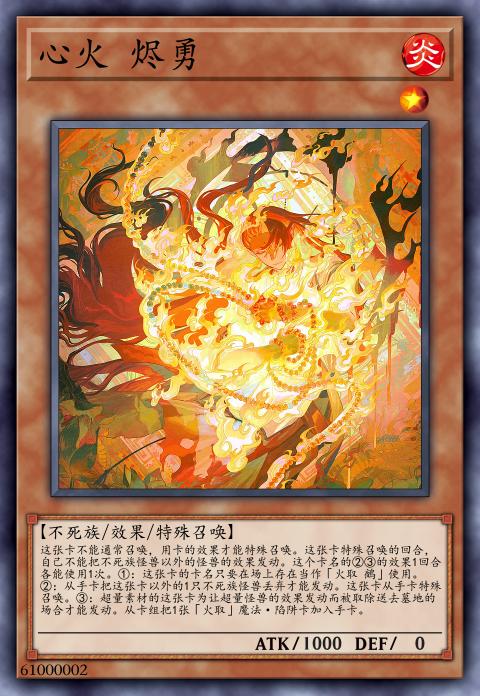 心火 烬勇
炎
【不死族/效果/特殊召唤】
这张卡不能通常召唤，用卡的效果才能特殊召唤。这张卡特殊召唤的回合，
自己不能把不死族怪兽以外的怪兽的效果发动。这个卡名的②③的效果1回合
各能使用1次。①：这张卡的卡名只要在场上存在当作「火取 鹬」使用。
②：从手卡把这张卡以外的1只不死族怪兽丢弃才能发动。这张卡从手卡特殊
召唤。③：超量素材的这张卡为让超量怪兽的效果发动而被取除送去墓地的
场合才能发动。从卡组把1张「火取」魔法·陷阱卡加入手卡。
ATK/1000 DEF/ 0
61000002